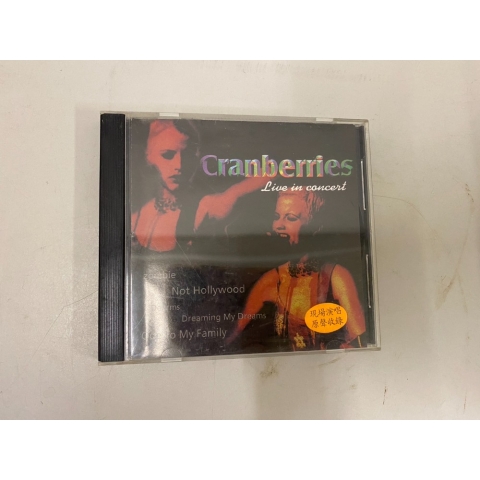 Cranberries
Live in concert
Not Hollywood
Dreaming My Dreams
My Family
現場演唱
原聲收錄